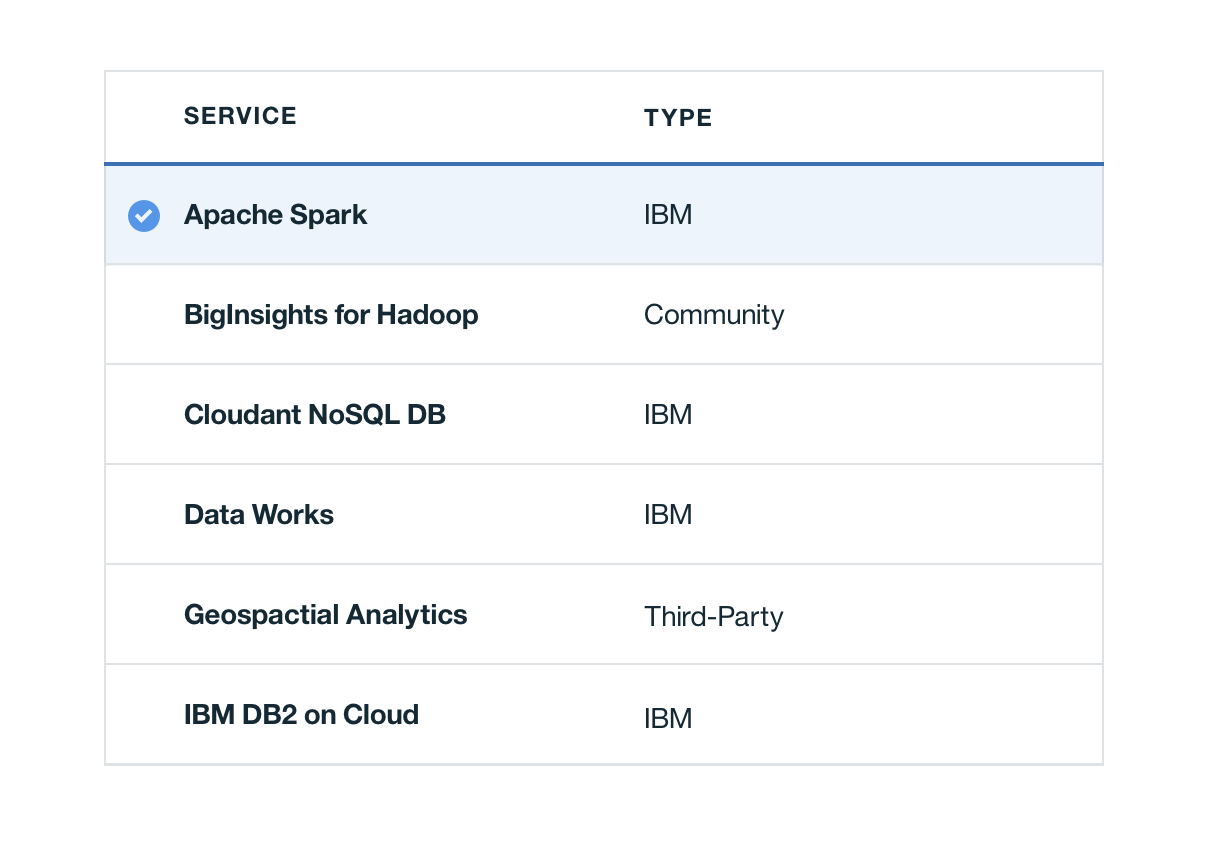 SERVICE TYPE
Apache Spark IBM
BigInsights for Hadoop Community
Cloudant NoSQL DB IBM
Data Works IBM
Geospactial Analytics Third-Party
IBM DB2 on Cloud IBM